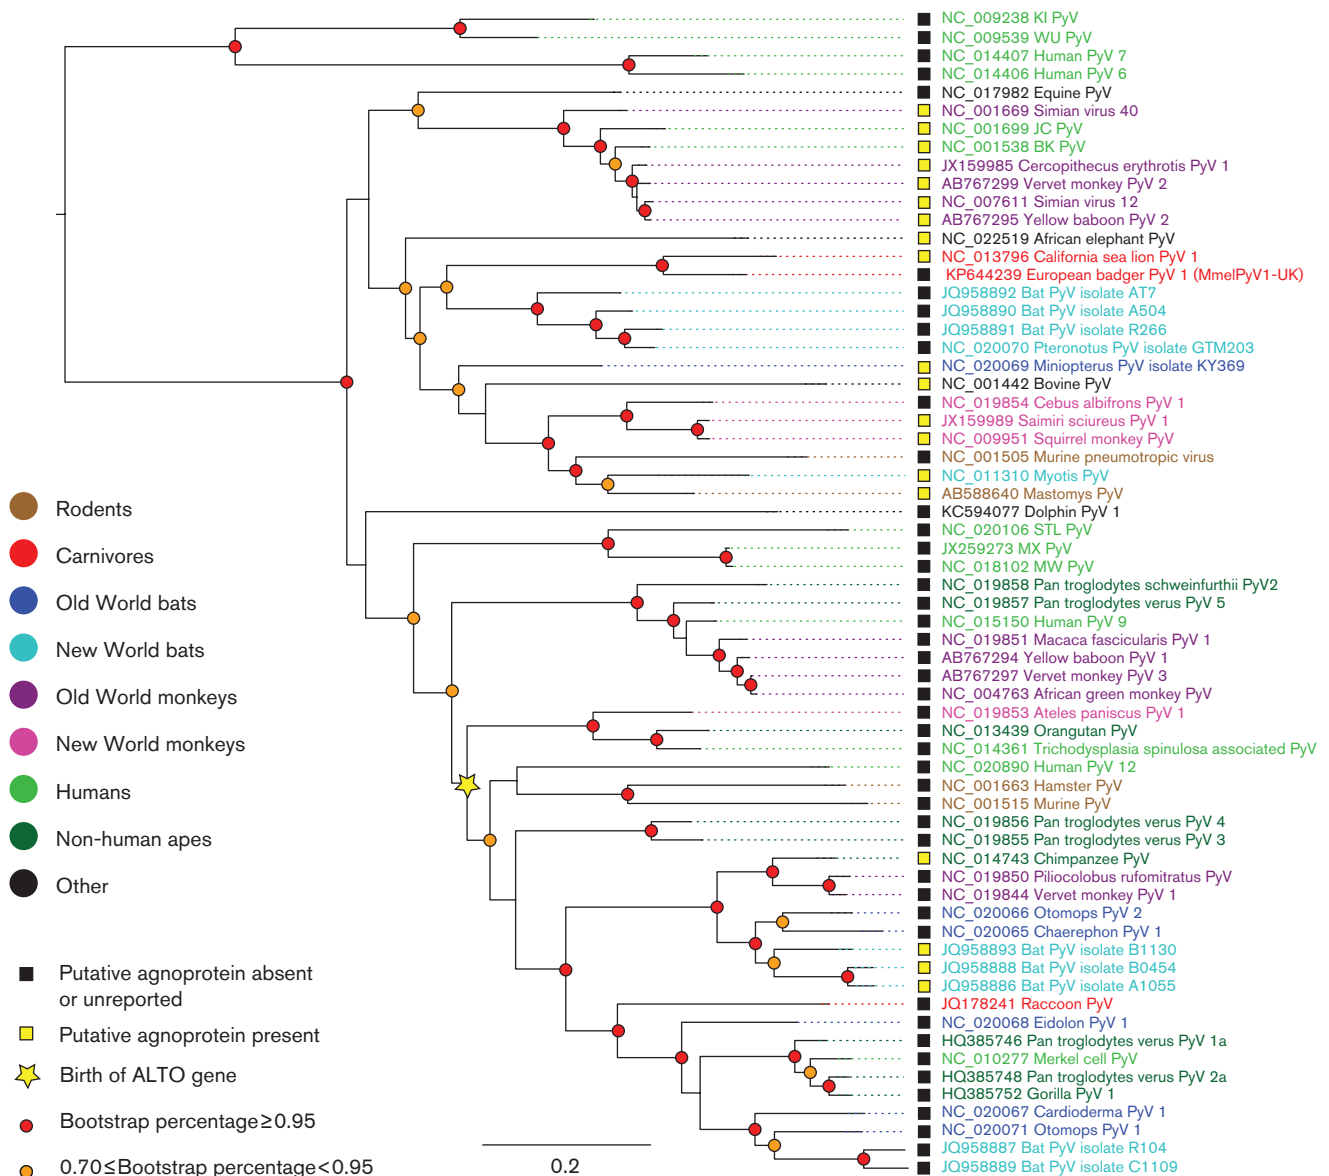 NC_009238 KI PyV
NC_009539 WU PyV
NC_014407 Human PyV 7
NC_014406 Human PyV 6
NC_017982 Equine PyV
NC_001669 Simian virus 40
NC_001699 JC PyV
NC_001538 BK PyV
JX159985 Cercopithecus erythrotis PyV 1
AB767299 Vervet monkey PyV 2
NC_007611 Simian virus 12
AB767295 Yellow baboon PyV 2
NC_022519 African elephant PyV
NC_013796 California sea lion PyV 1
KP644239 European badger PyV 1 (MmelPyV1-UK)
JQ958892 Bat PyV isolate AT7
JQ958890 Bat PyV isolate A504
JQ958891 Bat PyV isolate R266
NC_020070 Pteronotus PyV isolate GTM203
NC_020069 Miniopterus PyV isolate KY369
NC_001442 Bovine PyV
NC_019854 Cebus albifrons PyV 1
JX159989 Saimiri sciureus PyV 1
NC_009951 Squirrel monkey PyV
NC_001505 Murine pneumotropic virus
NC_011310 Myotis PyV
AB588640 Mastomys PyV
KC594077 Dolphin PyV 1
NC_020106 STL PyV
JX259273 MX PyV
NC_018102 MW PyV
NC_019858 Pan troglodytes schweinfurthii PyV2
NC_019857 Pan troglodytes verus PyV 5
NC_015150 Human PyV 9
NC_019851 Macaca fascicularis PyV 1
AB767294 Yellow baboon PyV 1
AB767297 Vervet monkey PyV 3
NC_004763 African green monkey PyV
NC_019853 Ateles paniscus PyV 1
NC_013439 Orangutan PyV
NC_014361 Trichodysplasia spinulosa associated PyV
NC_020890 Human PyV 12
NC_001663 Hamster PyV
NC_001515 Murine PyV
NC_019856 Pan troglodytes verus PyV 4
NC_019855 Pan troglodytes verus PyV 3
NC_014743 Chimpanzee PyV
NC_019850 Piliocolobus rufomitratus PyV
NC_019844 Vervet monkey PyV 1
NC_020066 Otomops PyV 2
NC_020065 Chaerephon PyV 1
JQ958893 Bat PyV isolate B1130
JQ958888 Bat PyV isolate B0454
JQ958886 Bat PyV isolate A1055
JQ178241 Raccoon PyV
NC_020068 Eidolon PyV 1
HQ385746 Pan troglodytes verus PyV 1a
NC_010277 Merkel cell PyV
HQ385748 Pan troglodytes verus PyV 2a
HQ385752 Gorilla PyV 1
NC_020067 Cardioderma PyV 1
NC_020071 Otomops PyV 1
JQ958887 Bat PyV isolate R104
JQ958889 Bat PyV isolate C1109
Rodents
Carnivores
Old World bats
New World bats
Old World monkeys
New World monkeys
Humans
Non-human apes
Other
Putative agnoprotein absent
or unreported
Putative agnoprotein present
Birth of ALTO gene
Bootstrap percentage≥0.95
0.70≤Bootstrap percentage<0.95
0.2